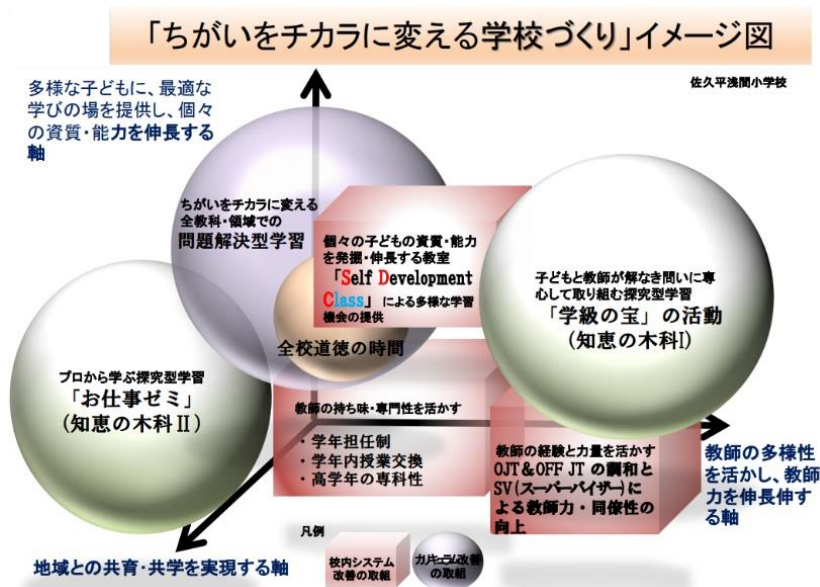 「ちがいをチカラに変える学校づくり」イメージ図
佐久平浅間小学校
多様な子どもに、最適な
学びの場を提供し、個々
の資質・能力を伸長する
軸
ちがいをチカラに変える
全教科・領域での
問題解決型学習
個々の子どもの資質・能力
を発掘・伸長する教室
「Self Development
Class」による多様な学習
機会の提供
子どもと教師が解なき問いに専
心して取り組む探究型学習
「学級の宝」の活動
(知恵の木科Ⅰ)
全校道徳の時間
プロから学ぶ探究型学習
「お仕事ゼミ」
(知恵の木科Ⅱ)
教師の持ち味・専門性を活かす
・学年担任制
・学年内授業交換
・高学年の専科性
教師の経験と力量を活かす
OJT&OFF JTの調和と
SV(スーパーバイザー)に
よる教師力・同僚性の
向上
教師の多様性
を活かし、教師
力を伸長伸す
る軸
地域との共育・共学を実現する軸
凡例
校内システム
改善の取組
カリキュラム改善
の取組